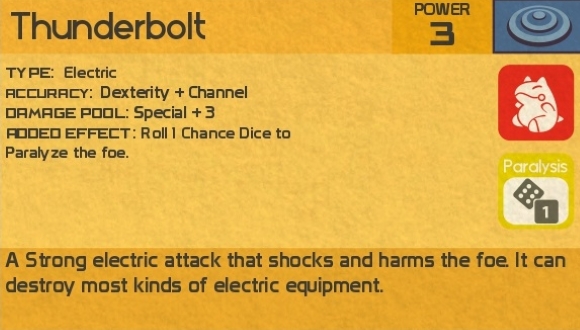 Thunderbolt
POWER
3
TYPE: Electric
ACCURACY: Dexterity + Channel
DAMAGE POOL: Special + 3
ADDED EFFECT: Roll 1 Chance Dice to
Paralyze the foe.
Paralysis
1
A Strong electric attack that shocks and harms the foe. It can
destroy most kinds of electric equipment.